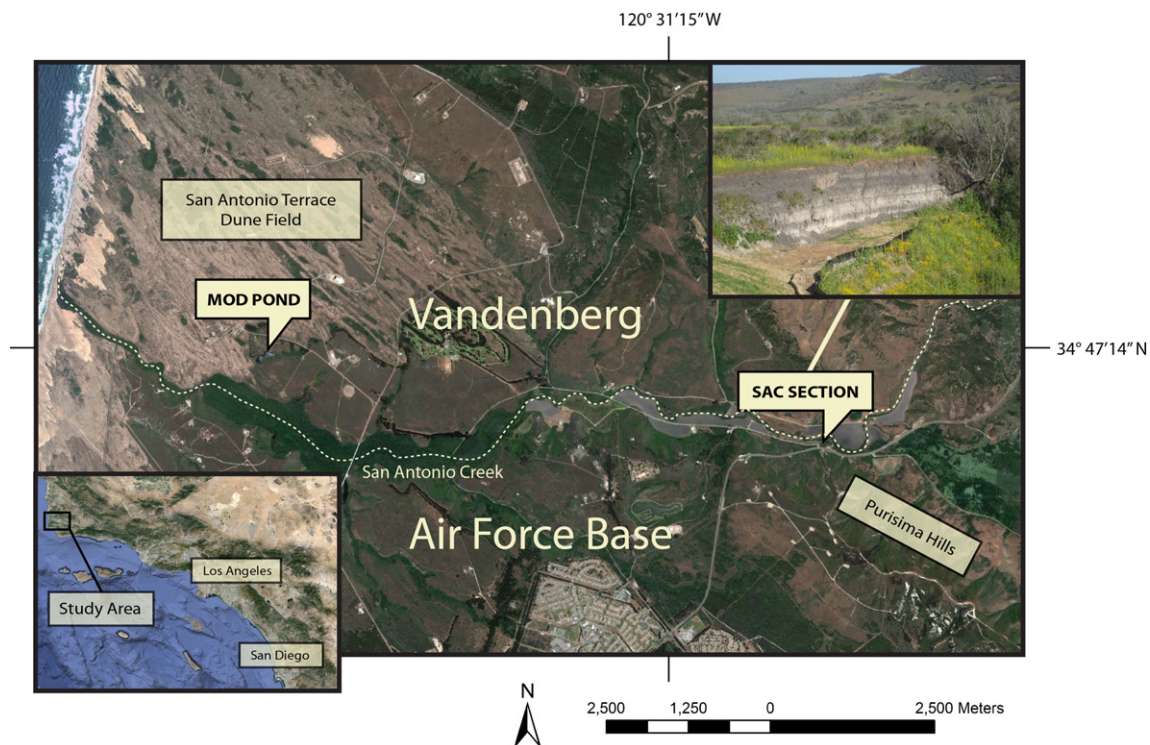 120° 31’15”W
San Antonio Terrace
Dune Field
MOD POND
Vandenberg
34° 47’14”N
SAC SECTION
San Antonio Creek
Purisima Hills
Air Force Base
Los Angeles
Study Area
San Diego
N
2,500 1,250 0 2,500 Meters